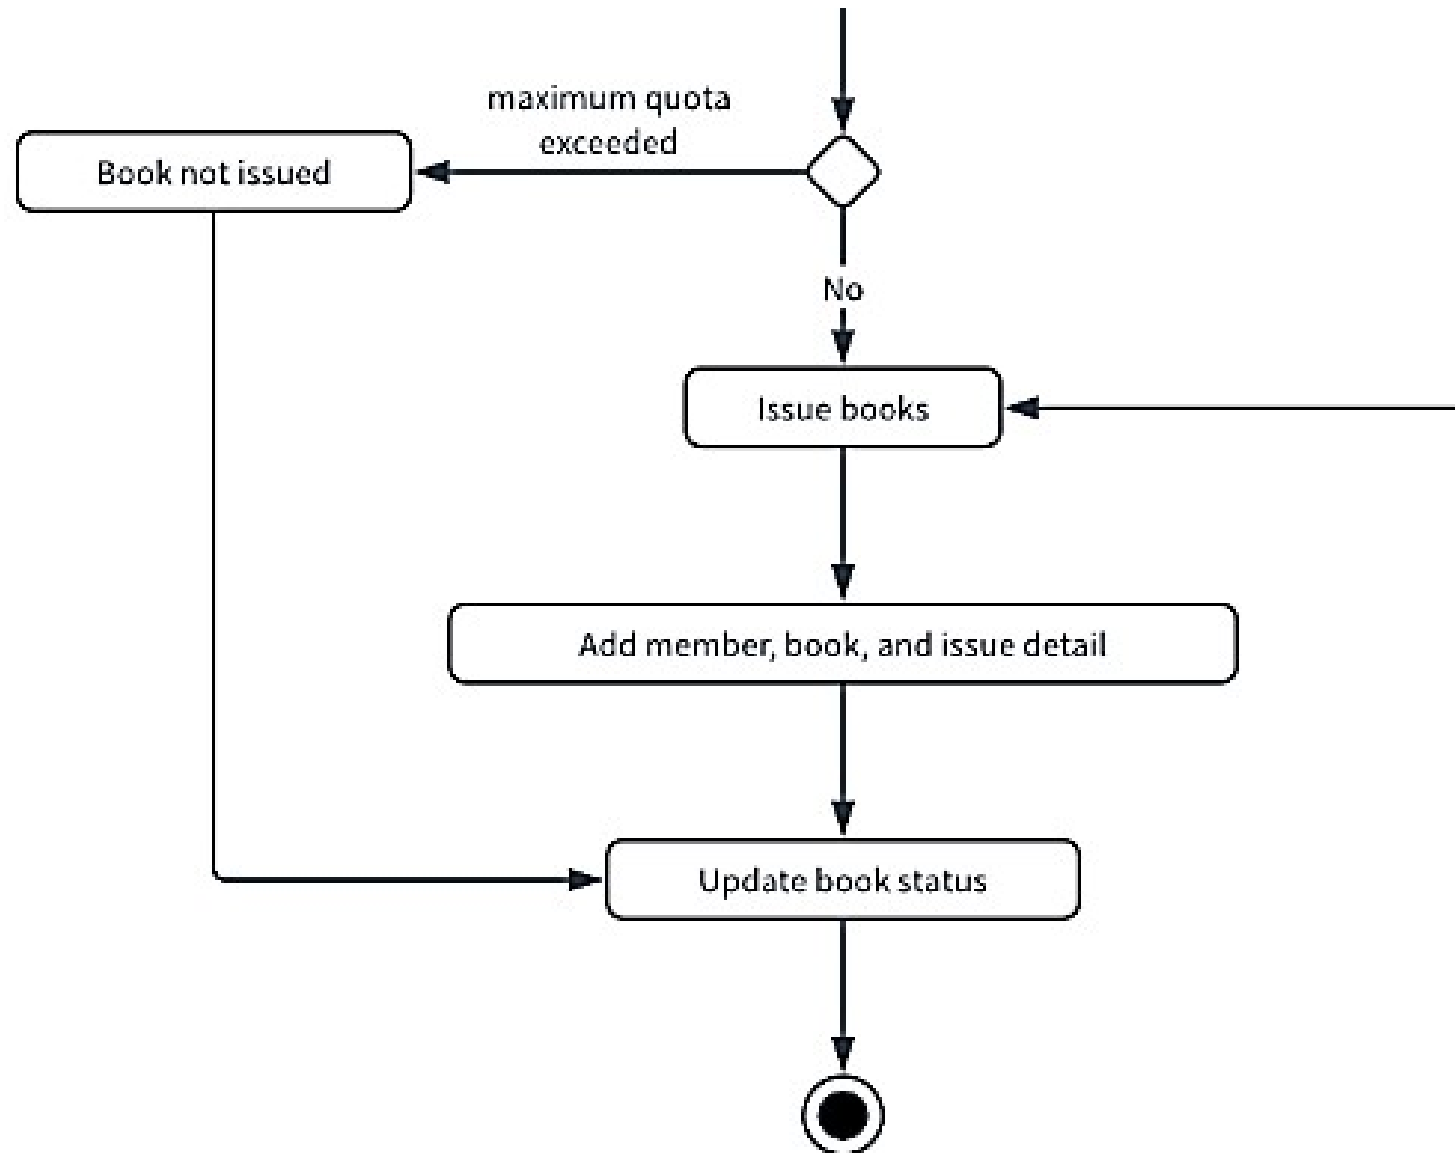 maximum quota
exceeded
Book not issued
No
Issue books
Add member, book, and issue detail
Update book status